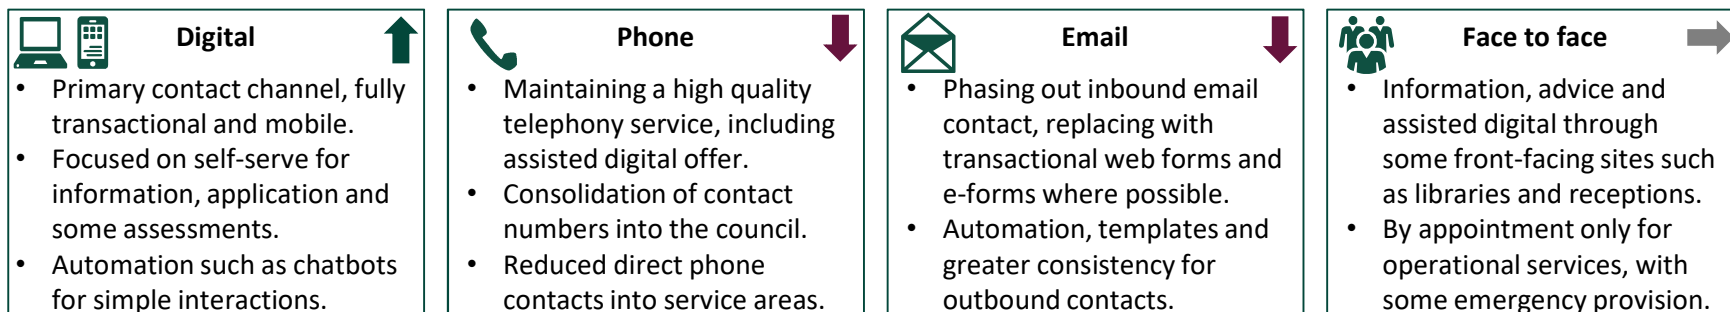 Digital
• Primary contact channel, fully
transactional and mobile.
• Focused on self-serve for
information, application and
some assessments.
• Automation such as chatbots
for simple interactions.
Phone
• Maintaining a high quality
telephony service, including
assisted digital offer.
• Consolidation of contact
numbers into the council.
• Reduced direct phone
contacts into service areas.
Email
• Phasing out inbound email
contact, replacing with
transactional web forms and
e-forms where possible.
• Automation, templates and
greater consistency for
outbound contacts.
Face to face
• Information, advice and
assisted digital through
some front-facing sites such
as libraries and receptions.
• By appointment only for
operational services, with
some emergency provision.